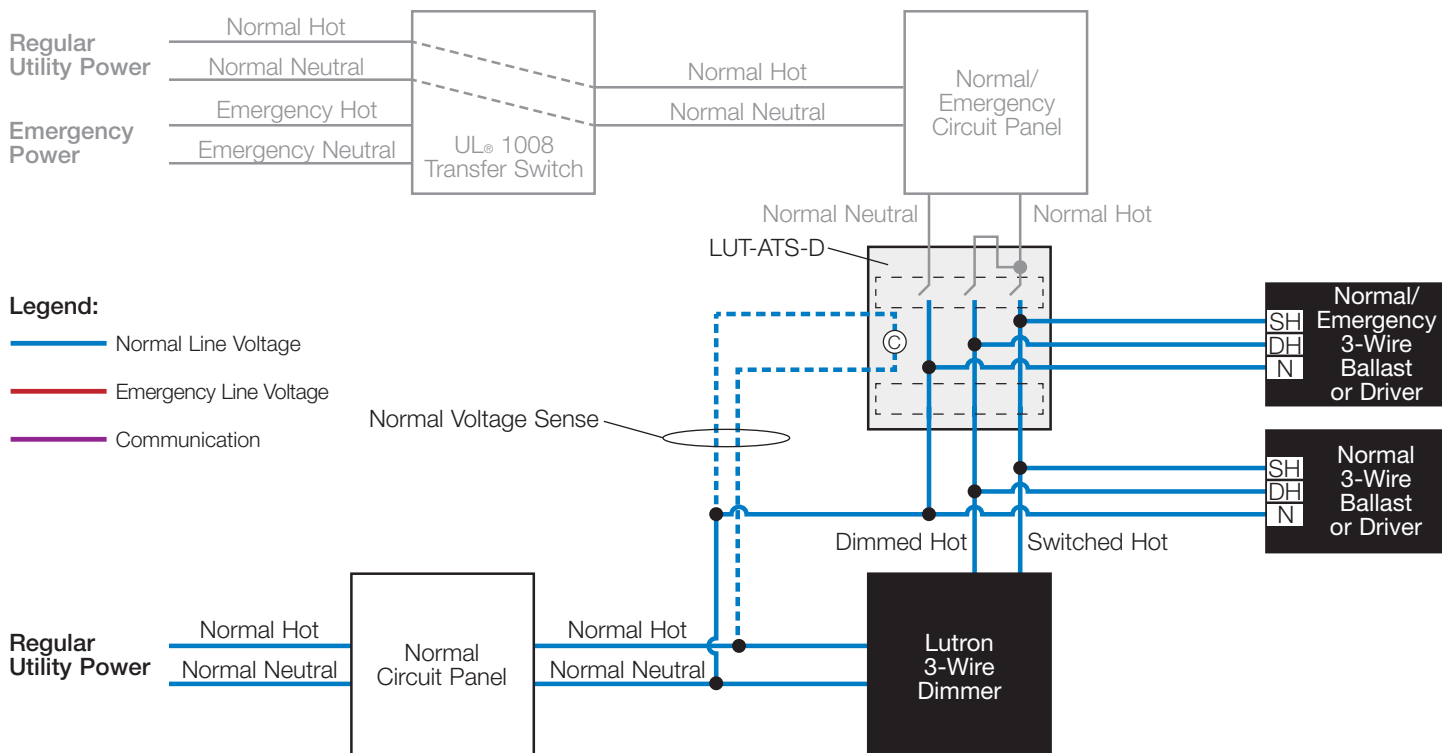 Regular
Utility Power
Normal Hot
Normal Neutral
Emergency
Power
Emergency Hot
Emergency Neutral
UL® 1008
Transfer Switch
Normal Hot
Normal Neutral
Normal/
Emergency
Circuit Panel
Normal Neutral
Normal Hot
LUT-ATS-D
C
Legend:
Normal Line Voltage
Emergency Line Voltage
Communication
Normal Voltage Sense
SH
DH
N
Normal/
Emergency
3-Wire
Ballast
or Driver
SH
DH
N
Normal
3-Wire
Ballast
or Driver
Dimmed Hot
Switched Hot
Regular
Utility Power
Normal Hot
Normal Neutral
Normal
Circuit Panel
Normal Hot
Normal Neutral
Lutron
3-Wire
Dimmer